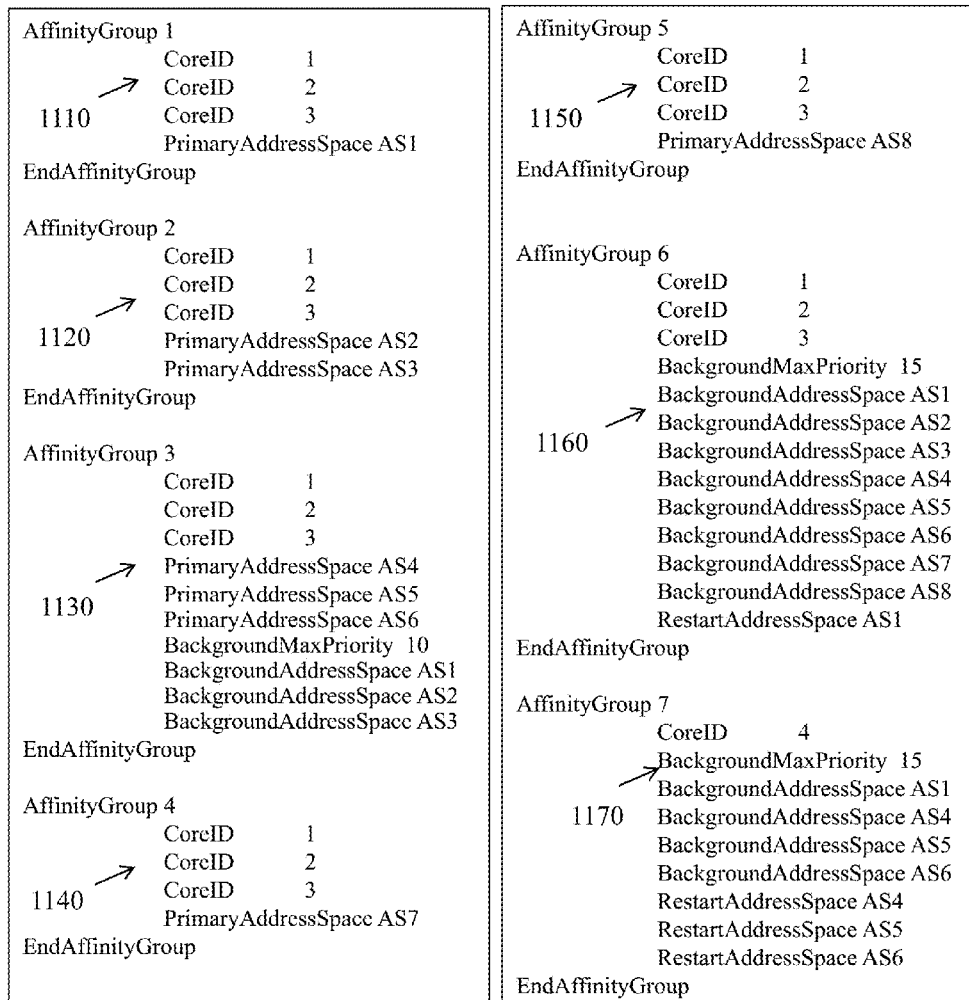 AffinityGroup 1
CoreID 1
CoreID 2
1110
CoreID 3
PrimaryAddressSpace AS1
EndAffinityGroup
AffinityGroup 2
CoreID 1
CoreID 2
CoreID 3
1120
PrimaryAddressSpace AS2
PrimaryAddressSpace AS3
EndAffinityGroup
AffinityGroup 3
CoreID 1
CoreID 2
CoreID 3
PrimaryAddressSpace AS4
PrimaryAddressSpace AS5
1130
PrimaryAddressSpace AS6
BackgroundMaxPriority 10
BackgroundAddressSpace AS1
BackgroundAddressSpace AS2
BackgroundAddressSpace AS3
EndAffinityGroup
AffinityGroup 4
CoreID 1
CoreID 2
CoreID 3
1140
PrimaryAddressSpace AS7
EndAffinityGroup
AffinityGroup 5
CoreID 1
CoreID 2
1150
CoreID 3
PrimaryAddressSpace AS8
EndAffinityGroup
AffinityGroup 6
CoreID 1
CoreID 2
CoreID 3
BackgroundMaxPriority 15
BackgroundAddressSpace AS1
BackgroundAddressSpace AS2
1160
BackgroundAddressSpace AS3
BackgroundAddressSpace AS4
BackgroundAddressSpace AS5
BackgroundAddressSpace AS6
BackgroundAddressSpace AS7
BackgroundAddressSpace AS8
RestartAddressSpace AS1
EndAffinityGroup
AffinityGroup 7
CoreID 4
BackgroundMaxPriority 15
BackgroundAddressSpace AS1
1170
BackgroundAddressSpace AS4
BackgroundAddressSpace AS5
BackgroundAddressSpace AS6
RestartAddressSpace AS4
RestartAddressSpace AS5
RestartAddressSpace AS6
EndAffinityGroup